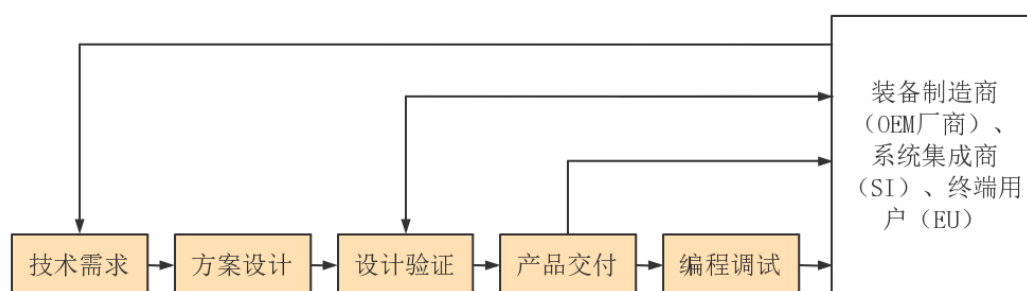 装备制造商
（OEM厂商）、
系统集成商
（SI）、终端用
户（EU）
技术需求
方案设计
设计验证
产品交付
编程调试